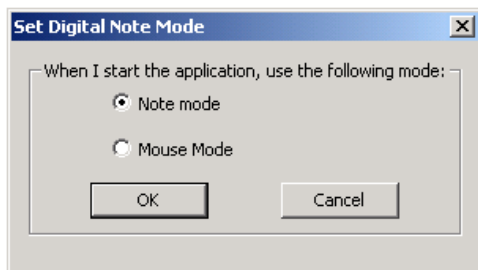 Set Digital Note Mode
When I start the application, use the following mode:
Note mode
Mouse Mode
OK Cancel